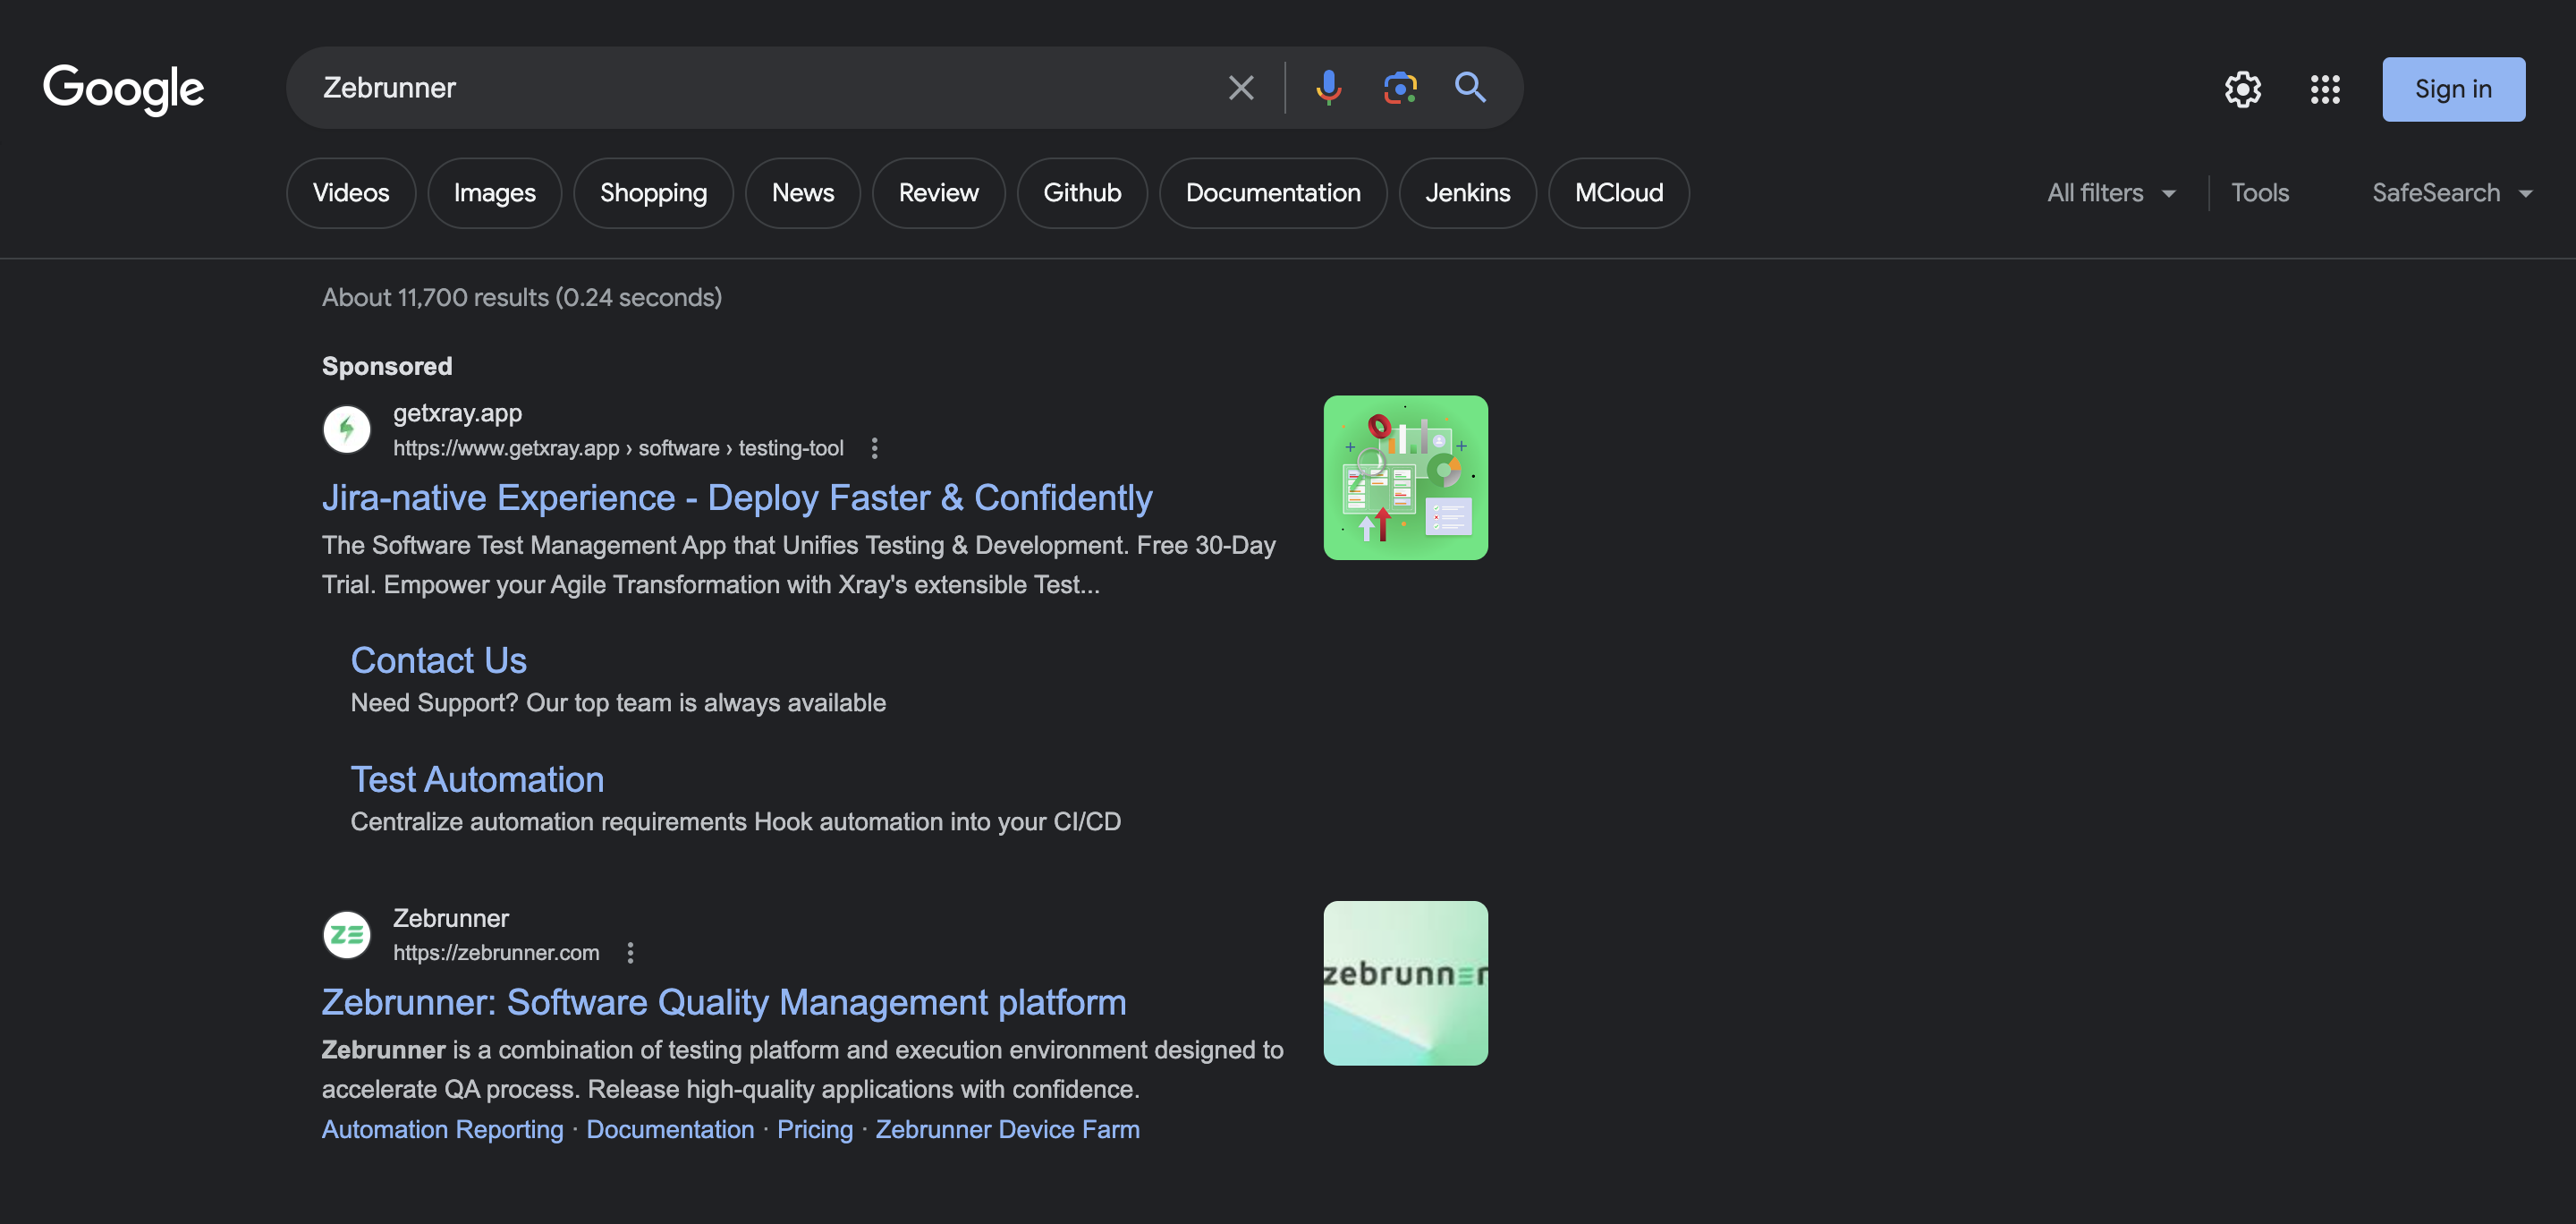 Google
Zebrunner
Sign in
Videos
Images
Shopping
News
Review
Github
Documentation
Jenkins
MCloud
All filters
Tools
SafeSearch
About 11,700 results (0.24 seconds)
Sponsored
getxray.app
https://www.getxray.app › software › testing-tool
Jira-native Experience - Deploy Faster & Confidently
The Software Test Management App that Unifies Testing & Development. Free 30-Day
Trial. Empower your Agile Transformation with Xray's extensible Test...
Contact Us
Need Support? Our top team is always available
Test Automation
Centralize automation requirements Hook automation into your CI/CD
ZE
Zebrunner
https://zebrunner.com
zebrunner
Zebrunner: Software Quality Management platform
Zebrunner is a combination of testing platform and execution environment designed to
accelerate QA process. Release high-quality applications with confidence.
Automation Reporting · Documentation · Pricing · Zebrunner Device Farm